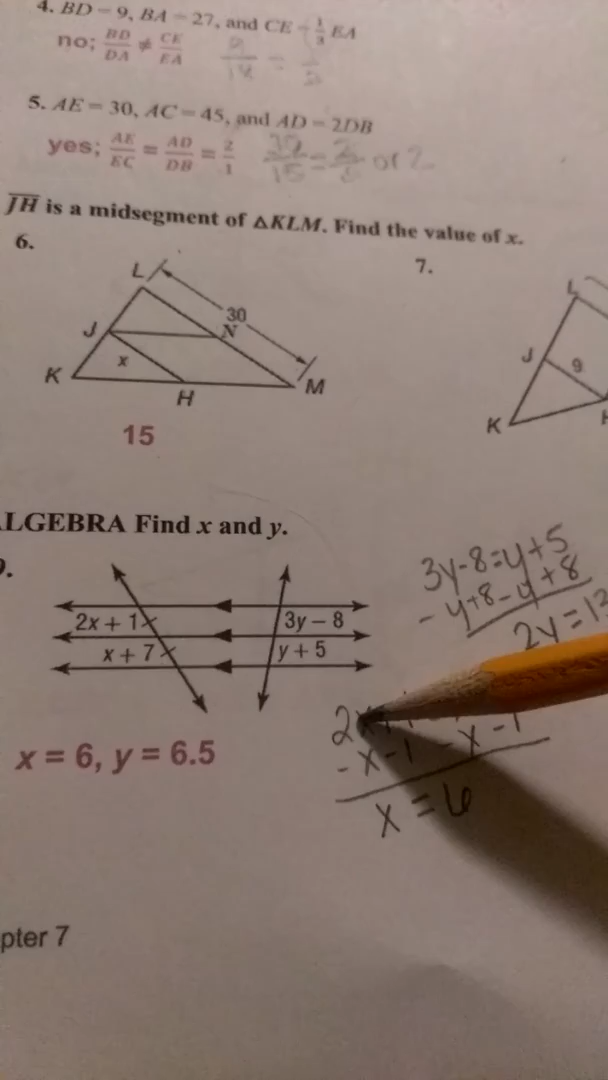 4. BD = 9, BA = 27, and CE = 1/3 EA
no; BD/DA ≠ CE/EA
5. AE = 30, AC = 45, and AD = 2DB
yes; AE/EC = AD/DB = 2/1
or 2
JH is a midsegment of △KLM. Find the value of x.
6.
7.
L
30
J
N
x
K
H
M
15
L
J
9
K
H
LGEBRA Find x and y.
2x + 1
x + 7
3y – 8
y + 5
x = 6, y = 6.5
3y-8=y+5
-y+8-y+8
2y=13
2x
-x-1 -x-1
x=6
pter 7